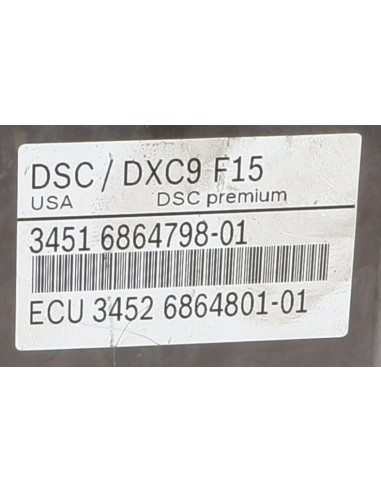 DSC / DXC9 F15
USA DSC premium
3451 6864798-01
ECU 3452 6864801-01